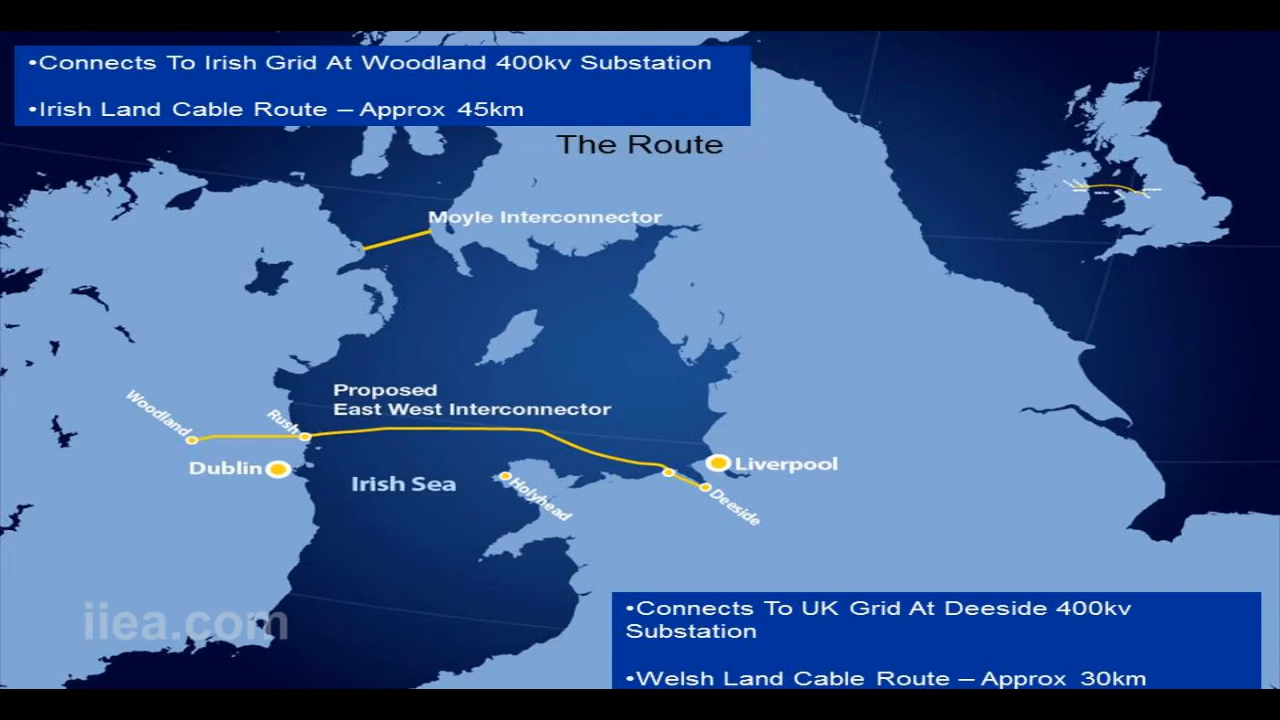 •Connects To Irish Grid At Woodland 400kv Substation
•Irish Land Cable Route – Approx 45km
The Route
Moyle Interconnector
Proposed
East West Interconnector
Woodland
Rush
Dublin
Irish Sea
Holyhead
Liverpool
Deeside
iiea.com
•Connects To UK Grid At Deeside 400kv
Substation
•Welsh Land Cable Route – Approx 30km